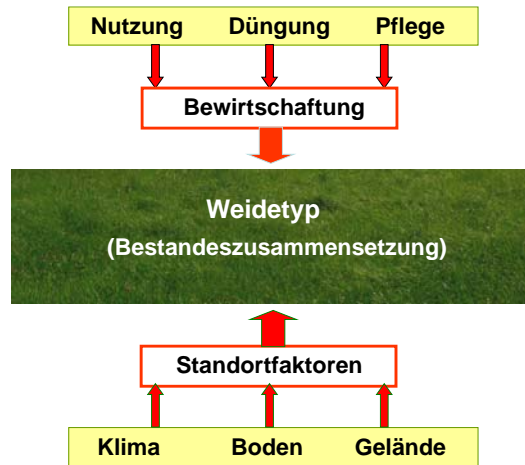 Nutzung Düngung Pflege
Bewirtschaftung
Weidetyp
(Bestandeszusammensetzung)
Standortfaktoren
Klima Boden Gelände